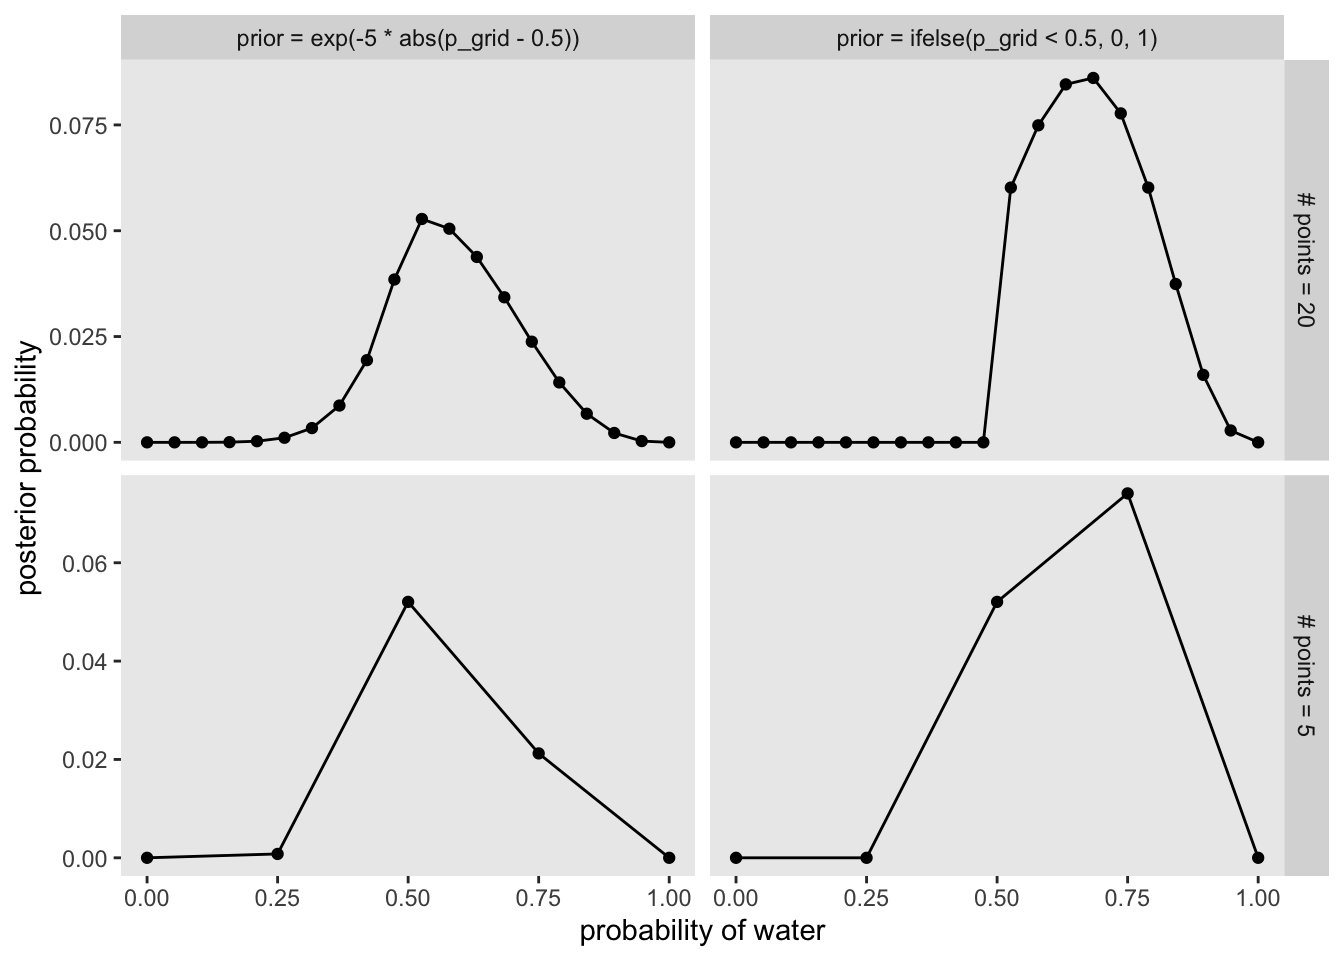 prior = exp(-5 * abs(p_grid - 0.5))
prior = ifelse(p_grid < 0.5, 0, 1)
0.075
0.050
0.025
0.000
# points = 20
posterior probability
0.06
0.04
0.02
0.00
# points = 5
0.00 0.25 0.50 0.75 1.00
0.00 0.25 0.50 0.75 1.00
probability of water